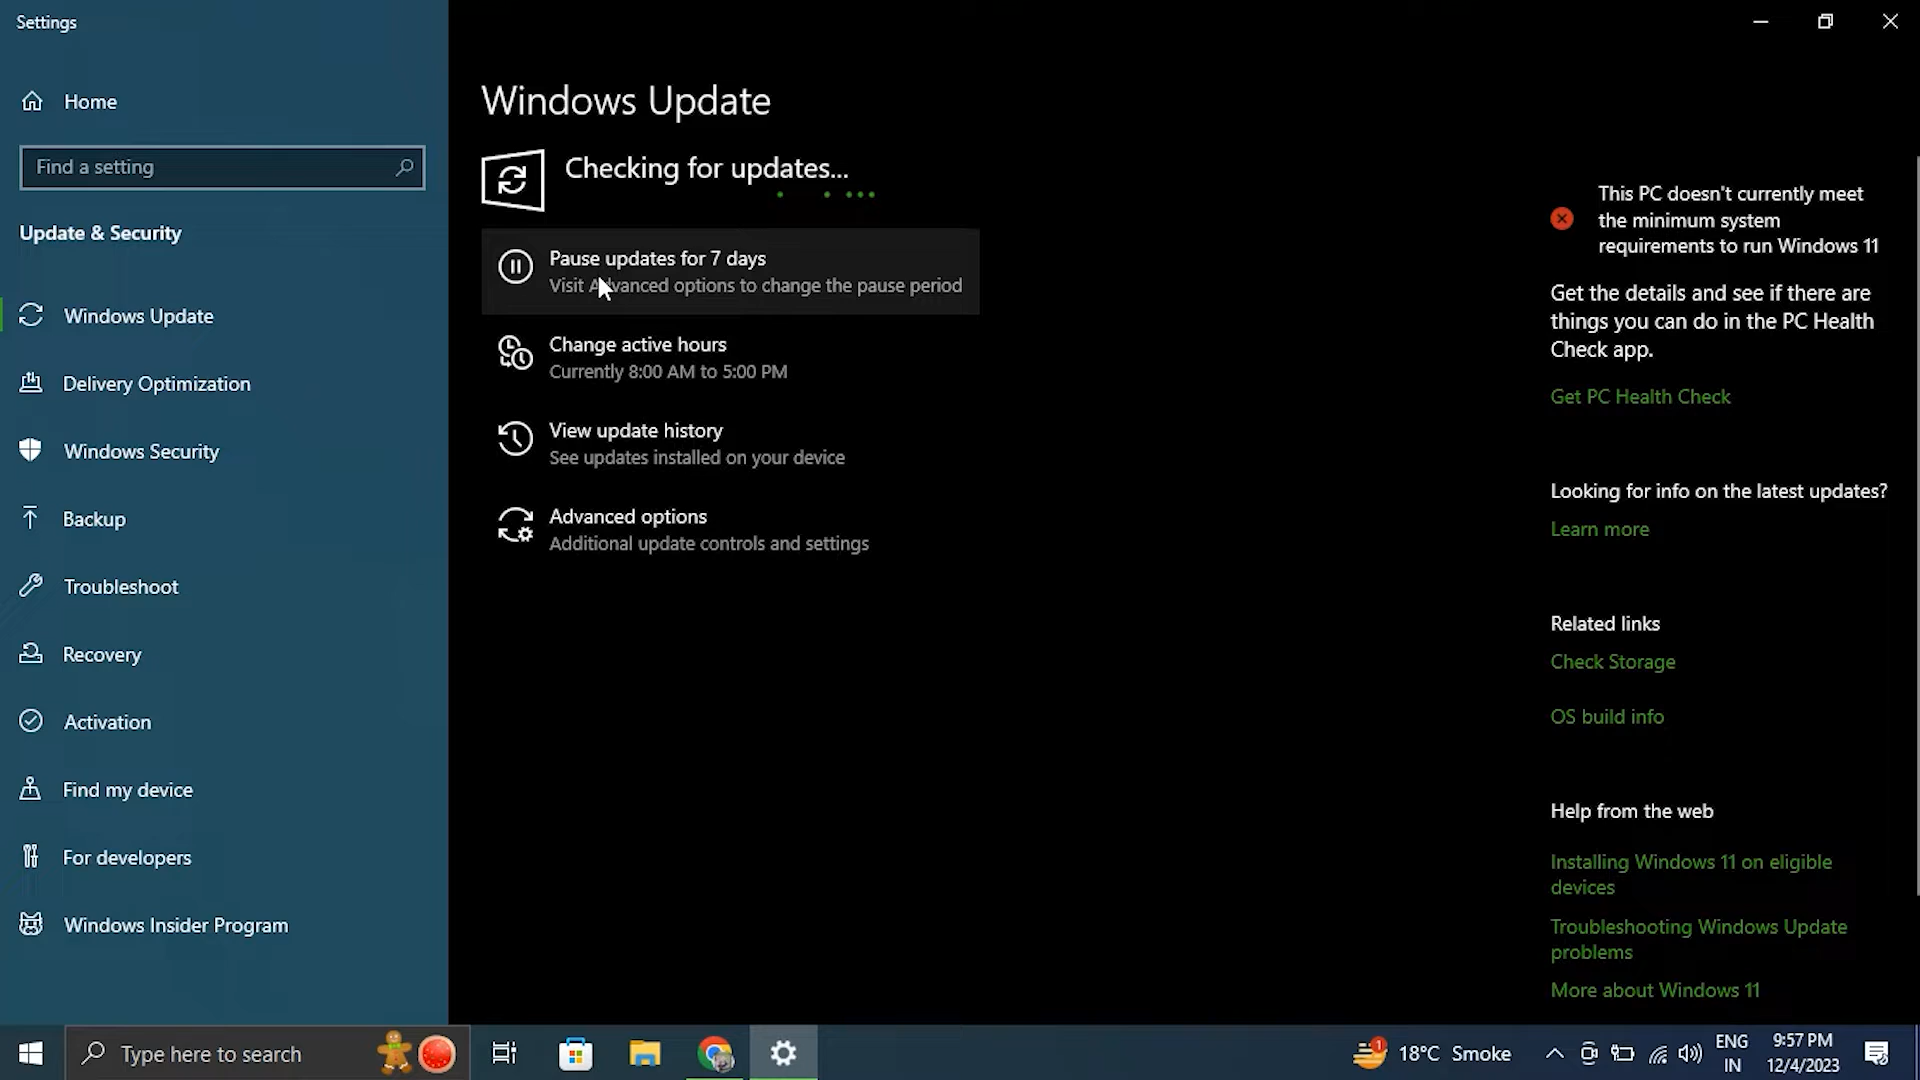 Settings
Home
Find a setting
Update & Security
Windows Update
Delivery Optimization
Windows Security
Backup
Troubleshoot
Recovery
Activation
Find my device
For developers
Windows Insider Program
Windows Update
Checking for updates...
Pause updates for 7 days
Visit Advanced options to change the pause period
Change active hours
Currently 8:00 AM to 5:00 PM
View update history
See updates installed on your device
Advanced options
Additional update controls and settings
This PC doesn't currently meet
the minimum system
requirements to run Windows 11
Get the details and see if there are
things you can do in the PC Health
Check app.
Get PC Health Check
Looking for info on the latest updates?
Learn more
Related links
Check Storage
OS build info
Help from the web
Installing Windows 11 on eligible
devices
Troubleshooting Windows Update
problems
More about Windows 11
Type here to search
1
18°C Smoke
ENG
IN
9:57 PM
12/4/2023